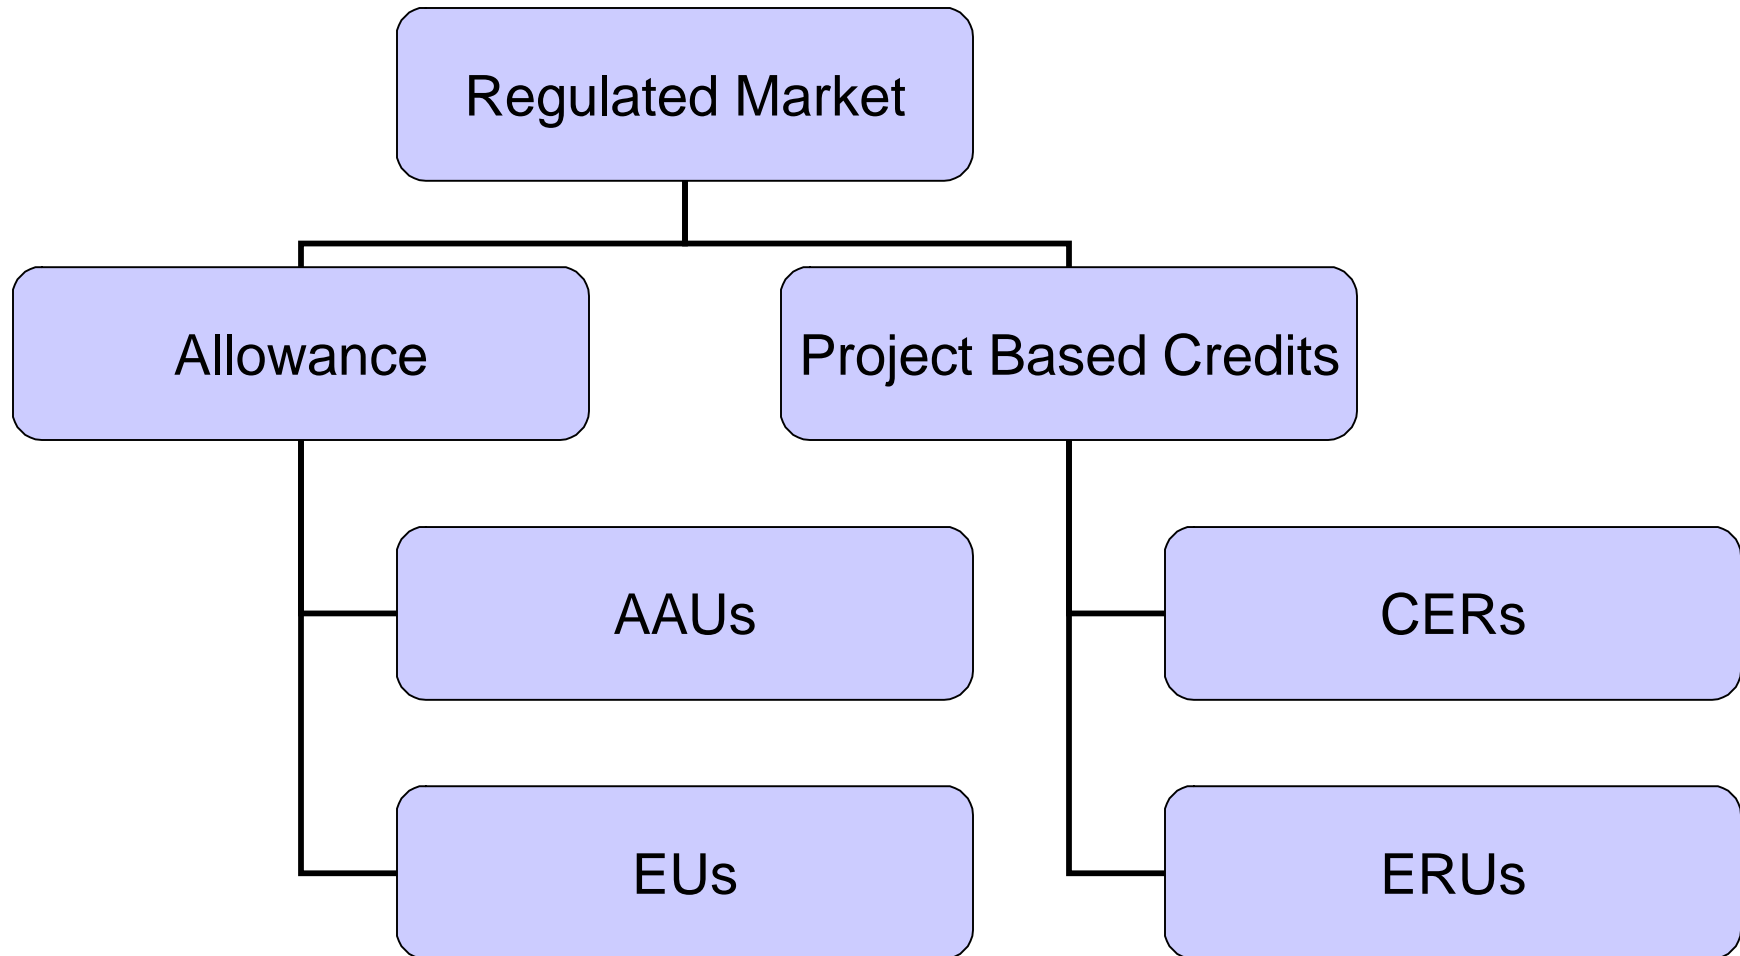 Regulated Market
Allowance
Project Based Credits
AAUs
CERs
EUs
ERUs